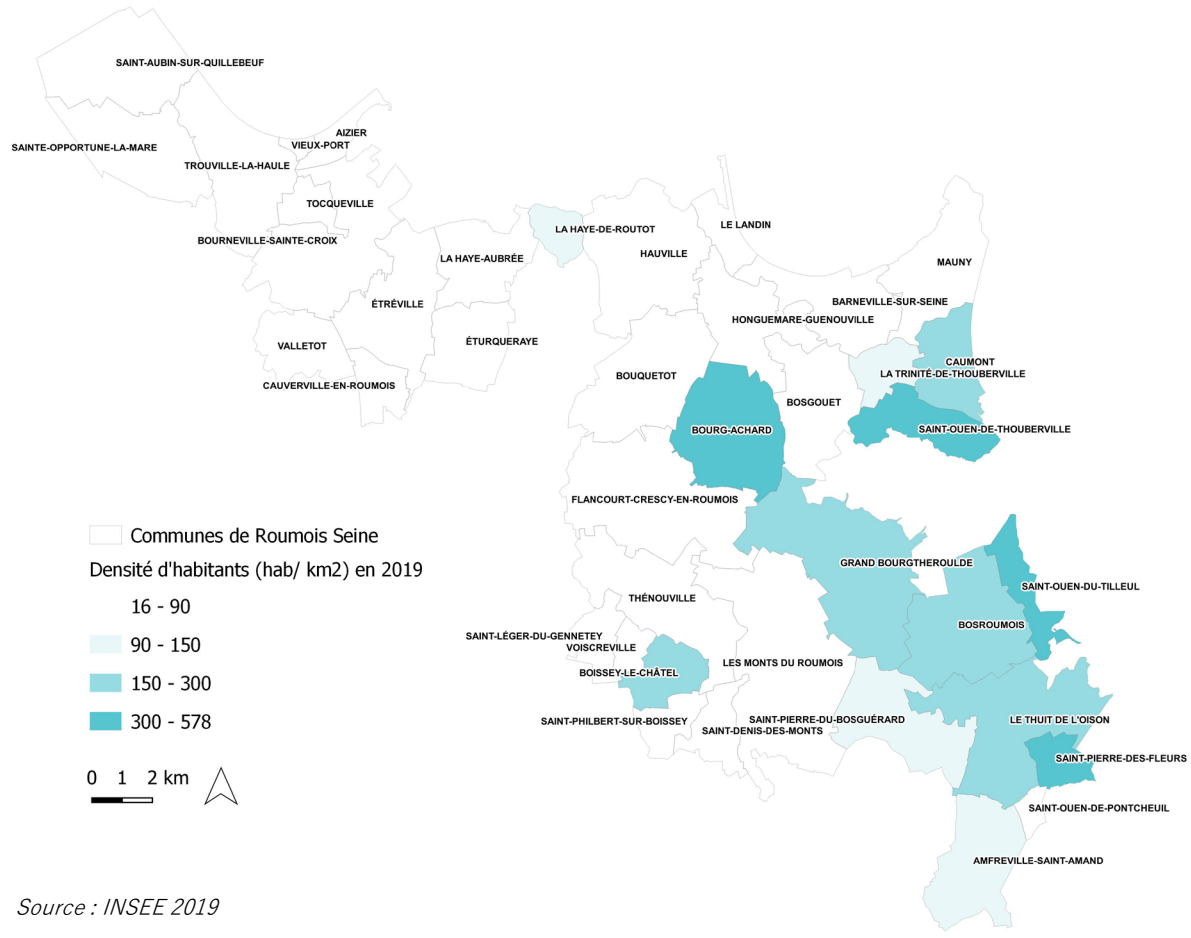 SAINT-AUBIN-SUR-QUILLEBEUF
AIZIER
VIEUX-PORT
SAINTE-OPPORTUNE-LA-MARE
TROUVILLE-LA-HAULE
TOCQUEVILLE
BOURNEVILLE-SAINTE-CROIX
LA HAYE-DE-ROUTOT
LE LANDIN
HAUVILLE
LA HAYE-AUBRÉE
MAUNY
ÉTRÉVILLE
BARNEVILLE-SUR-SEINE
HONGUEMARE-GUENOUVILLE
ÉTURQUERAYE
VALLETOT
CAUMONT
LA TRINITÉ-DE-THOUBERVILLE
BOUQUETOT
CAUVERVILLE-EN-ROUMOIS
BOSGOUET
BOURG-ACHARD
SAINT-OUEN-DE-THOUBERVILLE
FLANCOURT-CRESCY-EN-ROUMOIS
GRAND BOURGTHEROULDE
SAINT-OUEN-DU-TILLEUL
THÉNOUVILLE
BOSROUMOIS
SAINT-LÉGER-DU-GENNETEY
VOISCREVILLE
LES MONTS DU ROUMOIS
BOISSEY-LE-CHÂTEL
SAINT-PHILBERT-SUR-BOISSEY
SAINT-PIERRE-DU-BOSGUÉRARD
LE THUIT DE L'OISON
SAINT-DENIS-DES-MONTS
SAINT-PIERRE-DES-FLEURS
SAINT-OUEN-DE-PONTCHEUIL
AMFREVILLE-SAINT-AMAND
Communes de Roumois Seine
Densité d'habitants (hab/ km2) en 2019
16 - 90
90 - 150
150 - 300
300 - 578
0 1 2 km
Source : INSEE 2019